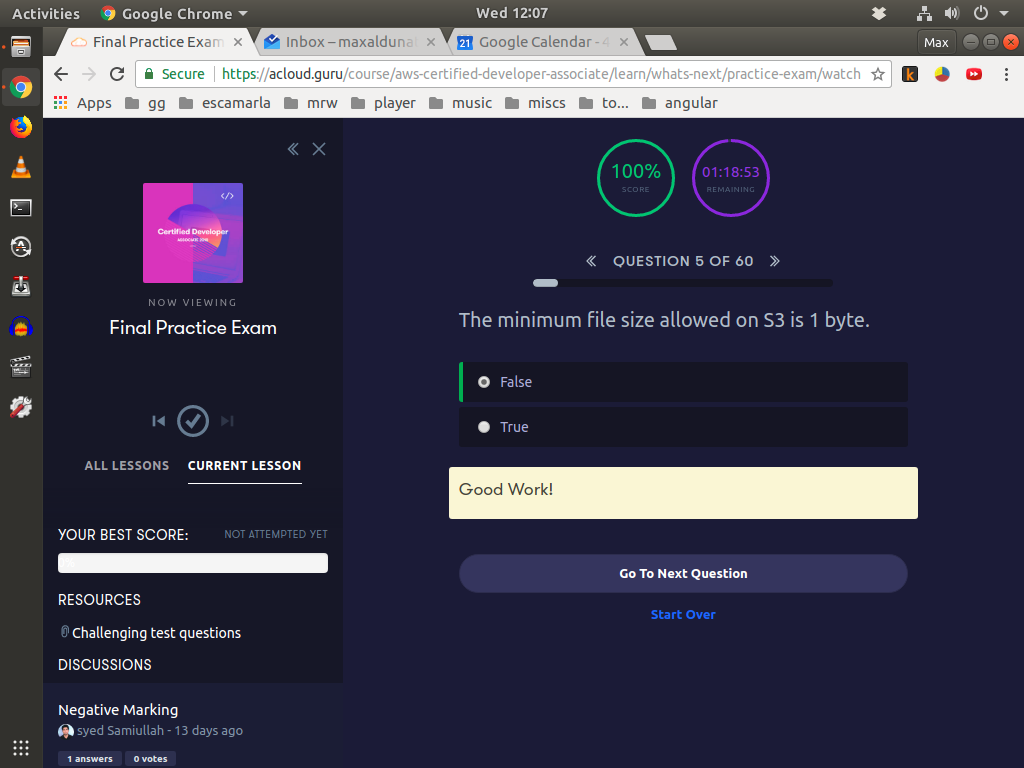 Activities
Google Chrome
Wed 12:07
Final Practice Exam
Inbox – maxaldunat
Google Calendar - 4
Max
Secure
https://acloud.guru/course/aws-certified-developer-associate/learn/whats-next/practice-exam/watch
Apps
gg
escamarla
mrw
player
music
miscs
to...
angular
</>
Certified Developer
ASSOCIATE 2018
NOW VIEWING
Final Practice Exam
ALL LESSONS
CURRENT LESSON
YOUR BEST SCORE:
NOT ATTEMPTED YET
RESOURCES
Challenging test questions
DISCUSSIONS
Negative Marking
syed Samiullah - 13 days ago
1 answers
0 votes
100%
SCORE
01:18:53
REMAINING
QUESTION 5 OF 60
The minimum file size allowed on S3 is 1 byte.
False
True
Good Work!
Go To Next Question
Start Over